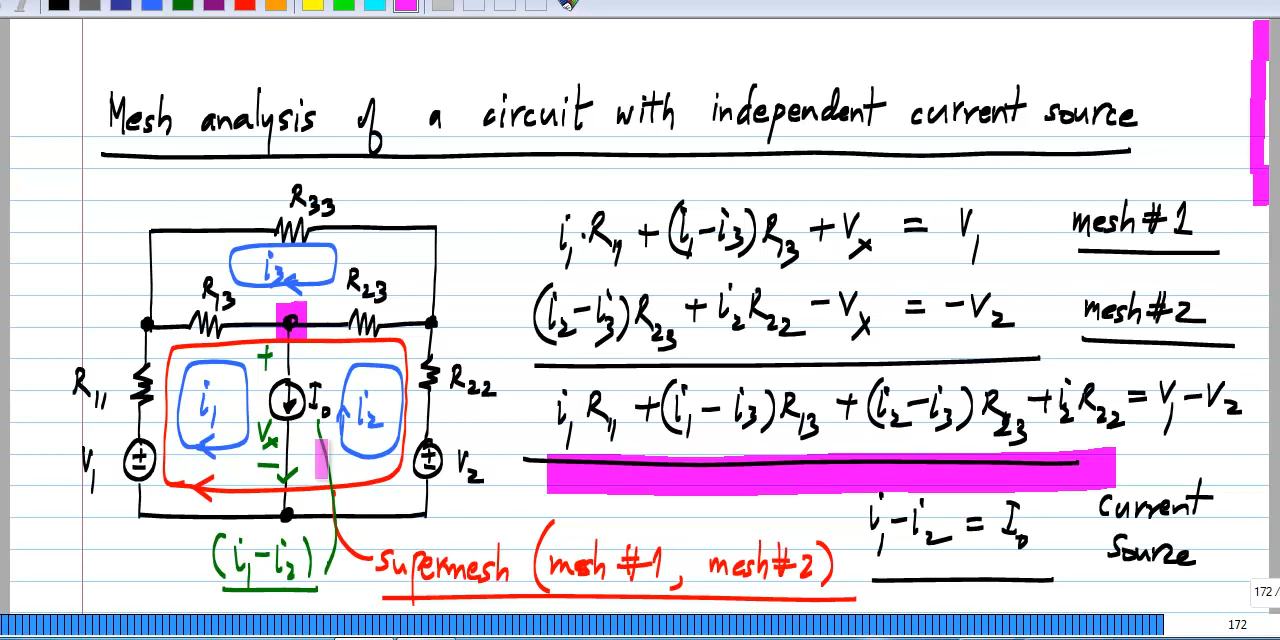 Mesh analysis of a circuit with independent current source
R33
i3
R13
R23
R11
i1
+
Vx
−
I0
i2
R22
V1
±
±
V2
(i1−i2)
supermesh (mesh #1, mesh #2)
i1·R11 + (i1−i3)R13 + Vx = V1 mesh #1
(i2−i3)R23 + i2R22 − Vx = −V2 mesh #2
i1R11 + (i1−i3)R13 + (i2−i3)R23 + i2R22 = V1−V2
i1−i2 = I0 current source
172 /
172